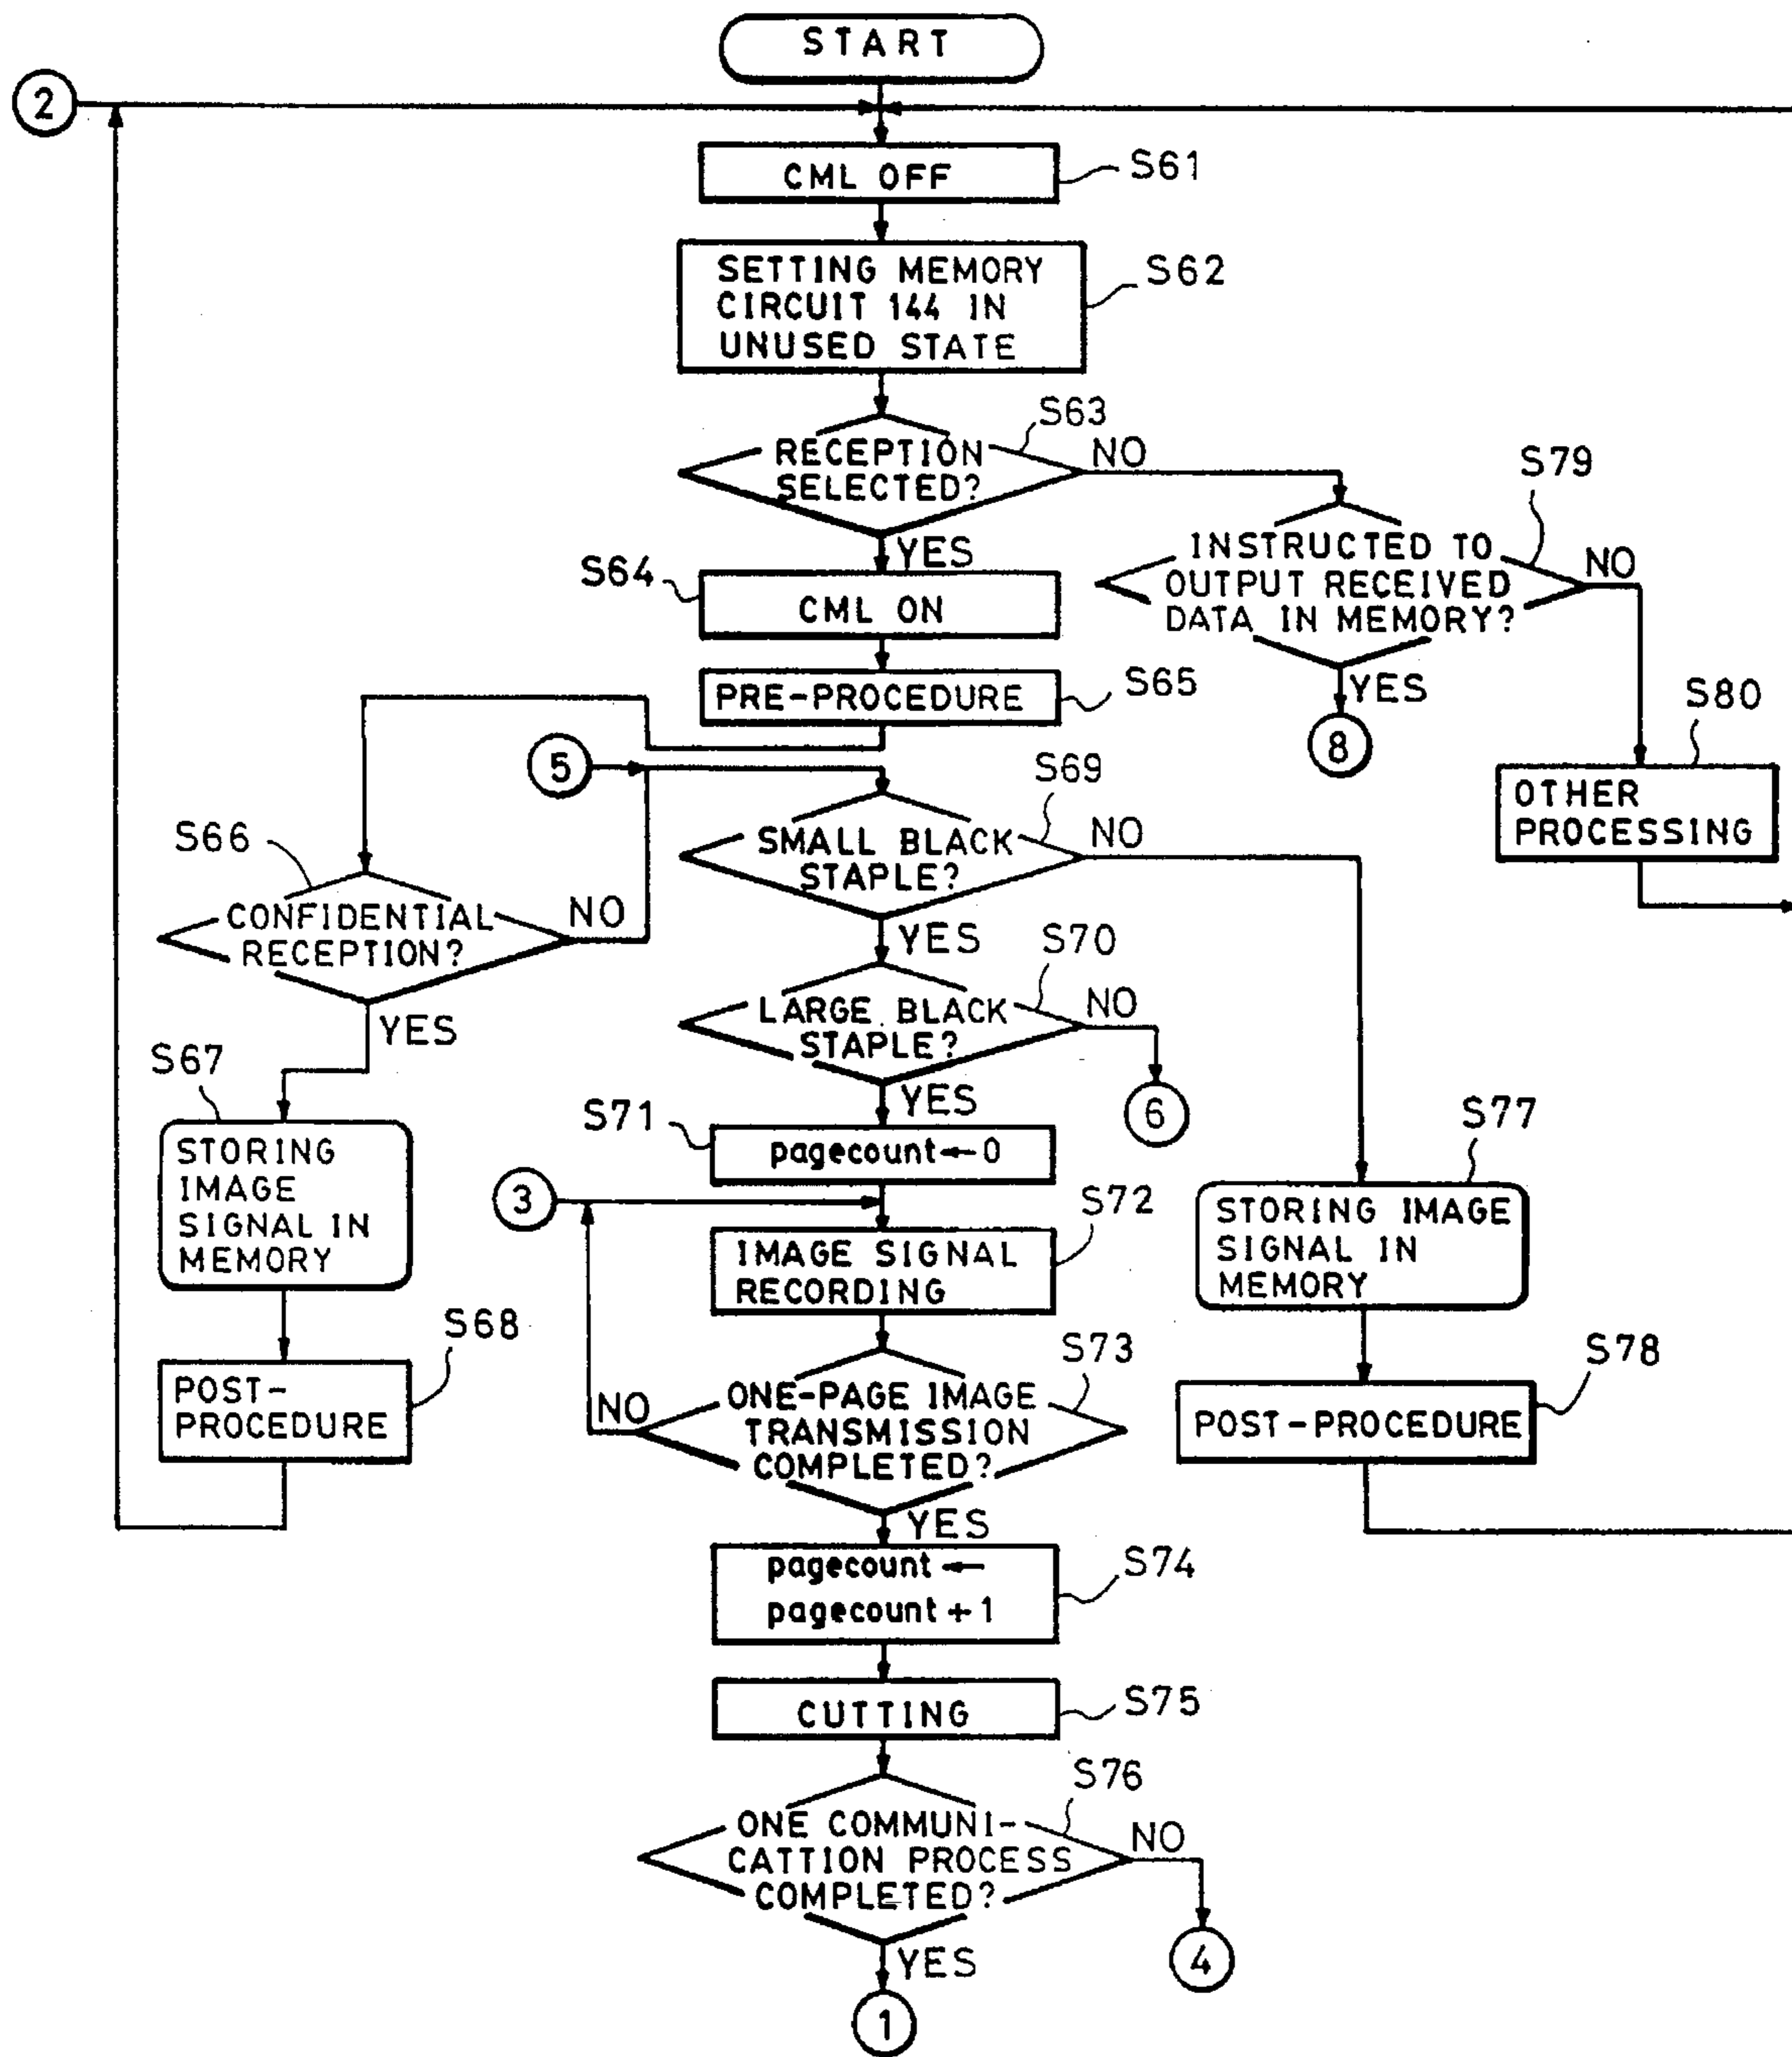 START
2
CML OFF
S61
SETTING MEMORY
CIRCUIT 144 IN
UNUSED STATE
S62
RECEPTION
SELECTED?
S63
NO
YES
S79
INSTRUCTED TO
OUTPUT RECEIVED
DATA IN MEMORY?
NO
YES
8
S64
CML ON
PRE-PROCEDURE
S65
S80
OTHER
PROCESSING
5
S69
SMALL BLACK
STAPLE?
NO
YES
S66
CONFIDENTIAL
RECEPTION?
NO
YES
S70
LARGE BLACK
STAPLE?
NO
YES
6
S67
STORING
IMAGE
SIGNAL IN
MEMORY
S71
pagecount←0
3
S72
IMAGE SIGNAL
RECORDING
S77
STORING IMAGE
SIGNAL IN
MEMORY
S68
POST-
PROCEDURE
S73
ONE-PAGE IMAGE
TRANSMISSION
COMPLETED?
NO
YES
S78
POST-PROCEDURE
pagecount←
pagecount+1
S74
CUTTING
S75
S76
ONE COMMUNI-
CATTION PROCESS
COMPLETED?
NO
YES
4
1